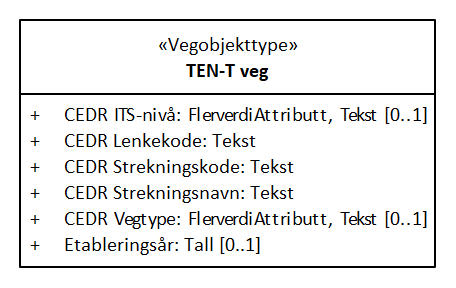 «Vegobjekttype»
TEN-T veg
+ CEDR ITS-nivå: FlerverdiAttributt, Tekst [0..1]
+ CEDR Lenkekode: Tekst
+ CEDR Strekningskode: Tekst
+ CEDR Strekningsnavn: Tekst
+ CEDR Vegtype: FlerverdiAttributt, Tekst [0..1]
+ Etableringsår: Tall [0..1]